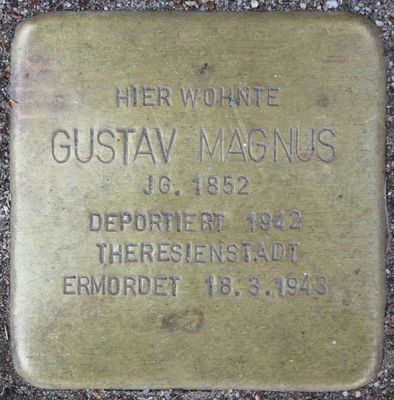 HIER WOHNTE
GUSTAV MAGNUS
JG. 1852
DEPORTIERT 1942
THERESIENSTADT
ERMORDET 18.3.1943